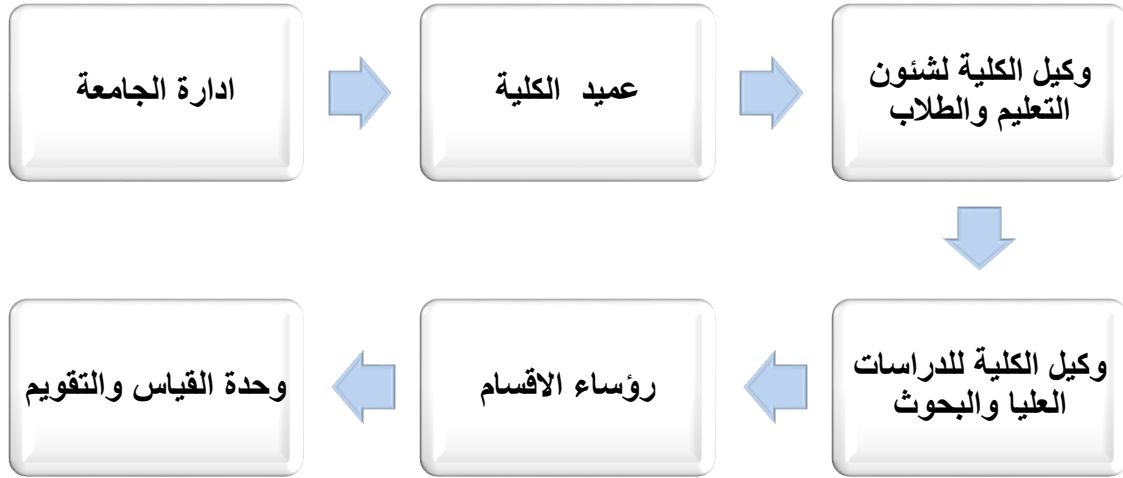 ادارة الجامعة
عميد الكلية
وكيل الكلية لشئون
التعليم والطلاب
وكيل الكلية للدراسات
العليا والبحوث
رؤساء الاقسام
وحدة القياس والتقويم